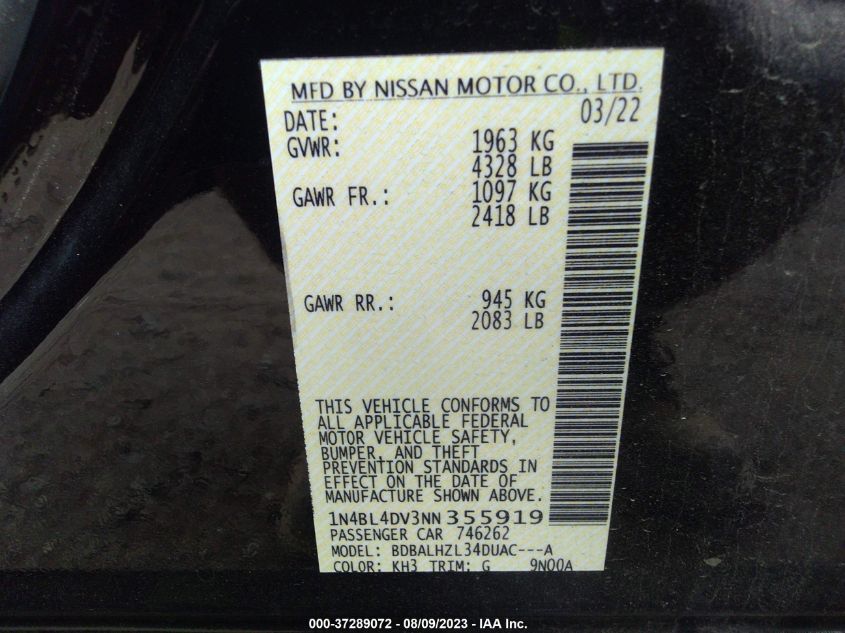 MFD BY NISSAN MOTOR CO., LTD.
DATE: 03/22
GVWR: 1963 KG
4328 LB
GAWR FR.: 1097 KG
2418 LB
GAWR RR.: 945 KG
2083 LB
THIS VEHICLE CONFORMS TO
ALL APPLICABLE FEDERAL
MOTOR VEHICLE SAFETY,
BUMPER, AND THEFT
PREVENTION STANDARDS IN
EFFECT ON THE DATE OF
MANUFACTURE SHOWN ABOVE.
1N4BL4DV3NN355919
PASSENGER CAR 746262
MODEL: BDBALHZL34DUAC---A
COLOR: KH3 TRIM: G 9N00A
000-37289072 - 08/09/2023 - IAA Inc.